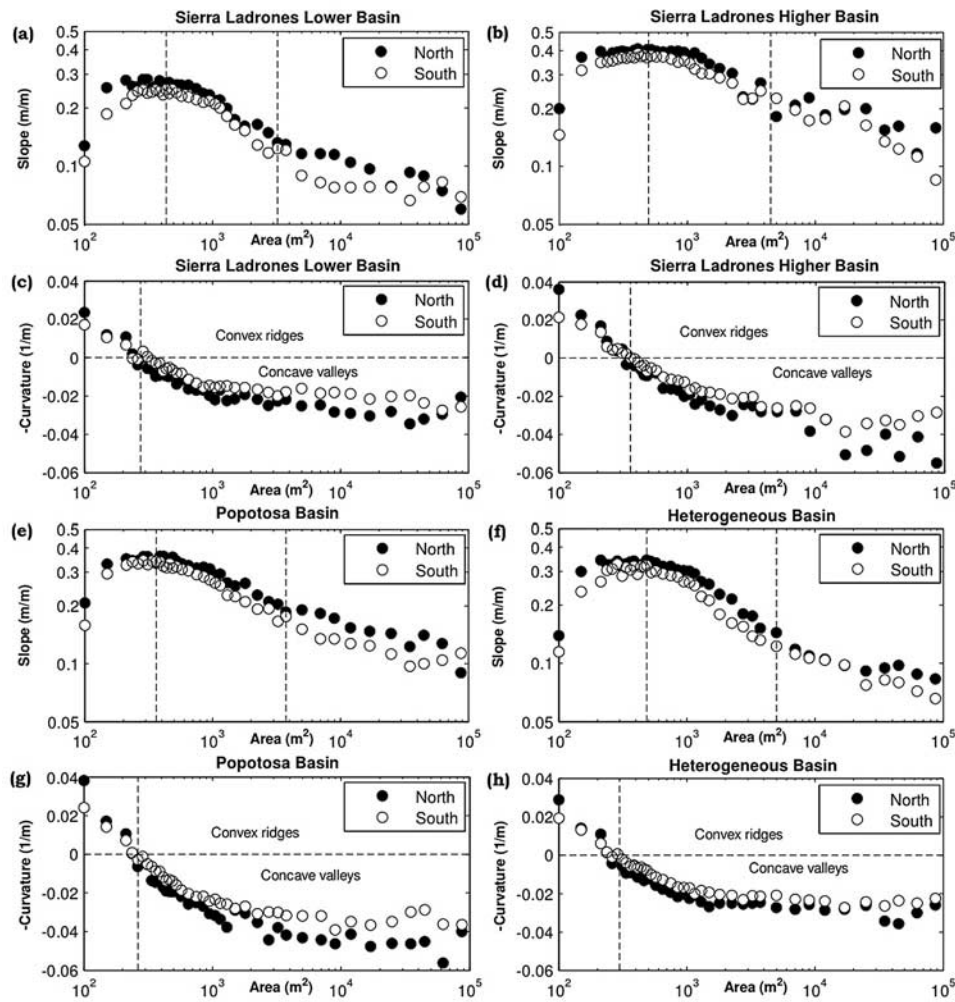 (a)
Sierra Ladrones Lower Basin
0.5
0.4
0.3
0.2
0.1
0.05
Slope (m/m)
North
South
10^2
10^3
10^4
10^5
Area (m^2)
(b)
Sierra Ladrones Higher Basin
0.5
0.4
0.3
0.2
0.1
0.05
Slope (m/m)
North
South
10^2
10^3
10^4
10^5
Area (m^2)
(c)
Sierra Ladrones Lower Basin
0.04
0.02
0
-0.02
-0.04
-0.06
-Curvature (1/m)
North
South
Convex ridges
Concave valleys
10^2
10^3
10^4
10^5
Area (m^2)
(d)
Sierra Ladrones Higher Basin
0.04
0.02
0
-0.02
-0.04
-0.06
-Curvature (1/m)
North
South
Convex ridges
Concave valleys
10^2
10^3
10^4
10^5
Area (m^2)
(e)
Popotosa Basin
0.5
0.4
0.3
0.2
0.1
0.05
Slope (m/m)
North
South
10^2
10^3
10^4
10^5
Area (m^2)
(f)
Heterogeneous Basin
0.5
0.4
0.3
0.2
0.1
0.05
Slope (m/m)
North
South
10^2
10^3
10^4
10^5
Area (m^2)
(g)
Popotosa Basin
0.04
0.02
0
-0.02
-0.04
-0.06
-Curvature (1/m)
North
South
Convex ridges
Concave valleys
10^2
10^3
10^4
10^5
Area (m^2)
(h)
Heterogeneous Basin
0.04
0.02
0
-0.02
-0.04
-0.06
-Curvature (1/m)
North
South
Convex ridges
Concave valleys
10^2
10^3
10^4
10^5
Area (m^2)